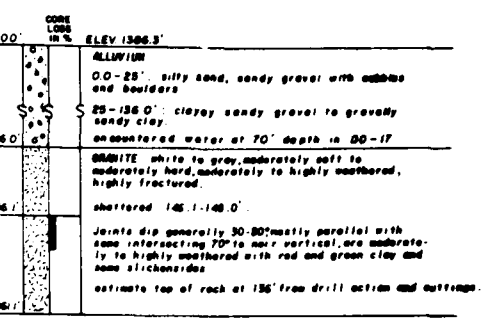 CORE
LOSS
IN %
ELEV 1386.3'
ALLUVIUM
0.0-25': silty sand, sandy gravel with cobbles
and boulders
25-136.0': clayey sandy gravel to gravelly
sandy clay.
encountered water at 70' depth in DD-17
GRANITE white to gray, moderately soft to
moderately hard, moderately to highly weathered,
highly fractured.
shattered 146.1-148.0'.
Joints dip generally 30-80° mostly parallel with
some intersecting 70° to near vertical, are moderate-
ly to highly weathered with red and green clay and
some slickensides
estimate top of rock at 136' from drill action and cuttings.